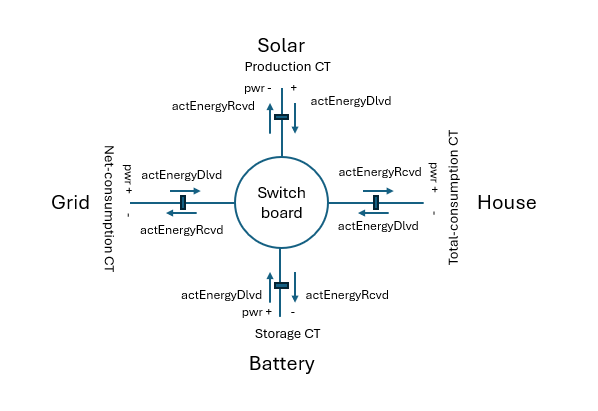 Solar
Production CT
pwr - +
actEnergyRcvd
actEnergyDlvd
Net-consumption CT
pwr +
-
actEnergyDlvd
actEnergyRcvd
Grid
Switch
board
actEnergyRcvd
actEnergyDlvd
pwr +
-
Total-consumption CT
House
actEnergyDlvd
actEnergyRcvd
pwr + -
Storage CT
Battery